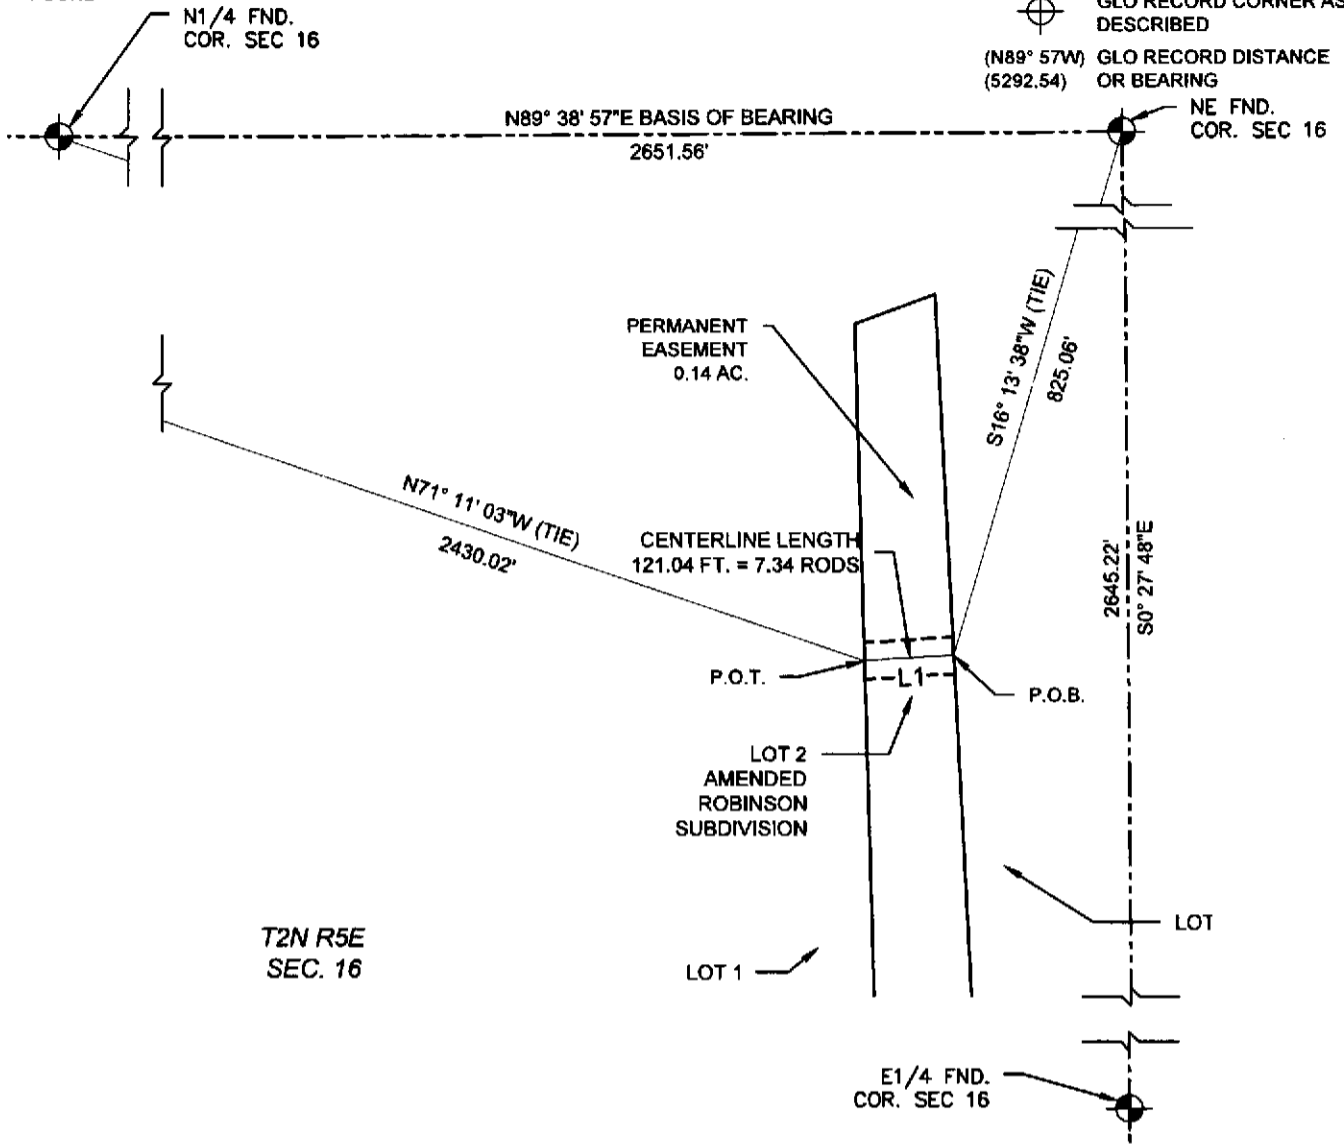 N1/4 FND.
COR. SEC 16
GLO RECORD CORNER AS
DESCRIBED
(N89° 57'W) GLO RECORD DISTANCE
(5292.54) OR BEARING
NE FND.
COR. SEC 16
N89° 38' 57"E BASIS OF BEARING
2651.56'
PERMANENT
EASEMENT
0.14 AC.
S16° 13' 38"W (TIE)
825.06'
N71° 11' 03"W (TIE)
2430.02'
CENTERLINE LENGTH
121.04 FT. = 7.34 RODS
2645.22'
S0° 27' 48"E
P.O.T.
L1
P.O.B.
LOT 2
AMENDED
ROBINSON
SUBDIVISION
LOT
T2N R5E
SEC. 16
LOT 1
E1/4 FND.
COR. SEC 16